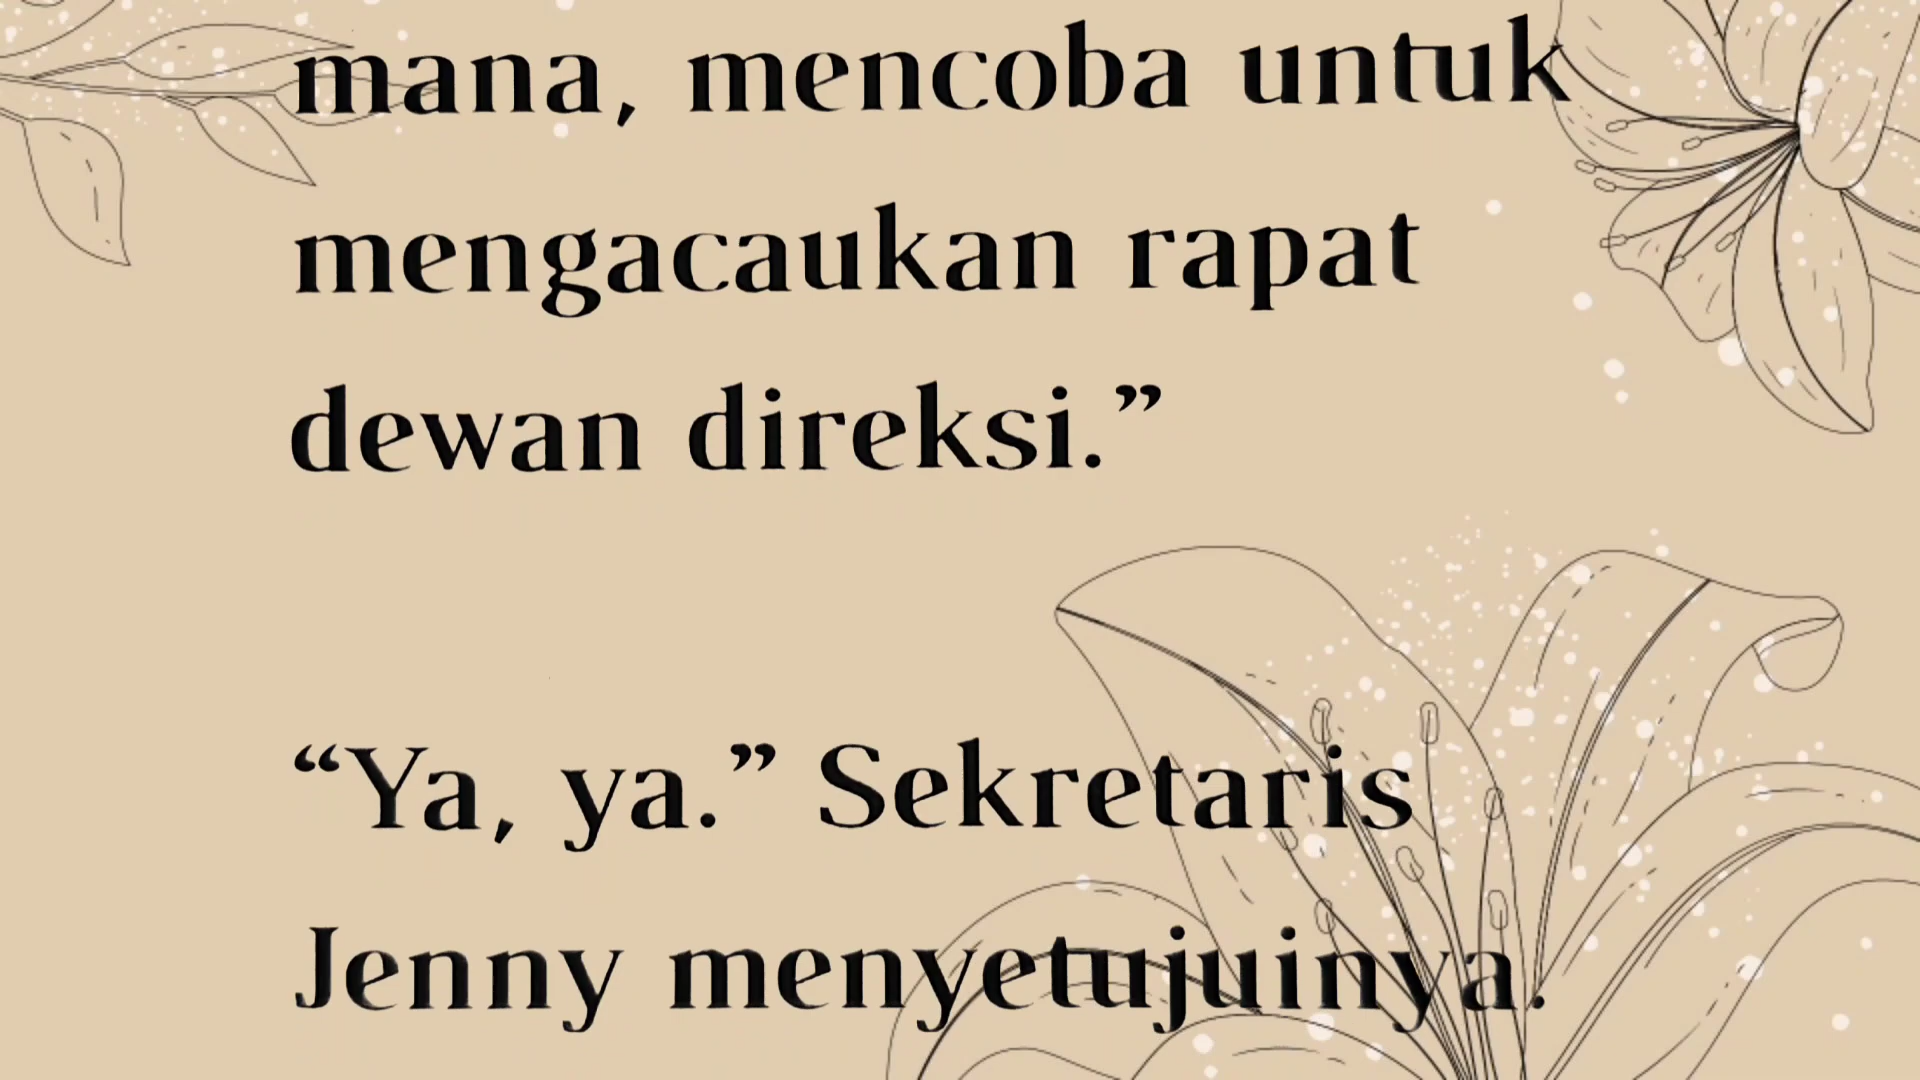 mana, mencoba untuk
mengacaukan rapat
dewan direksi.”
“Ya, ya.” Sekretaris
Jenny menyetujuinya.